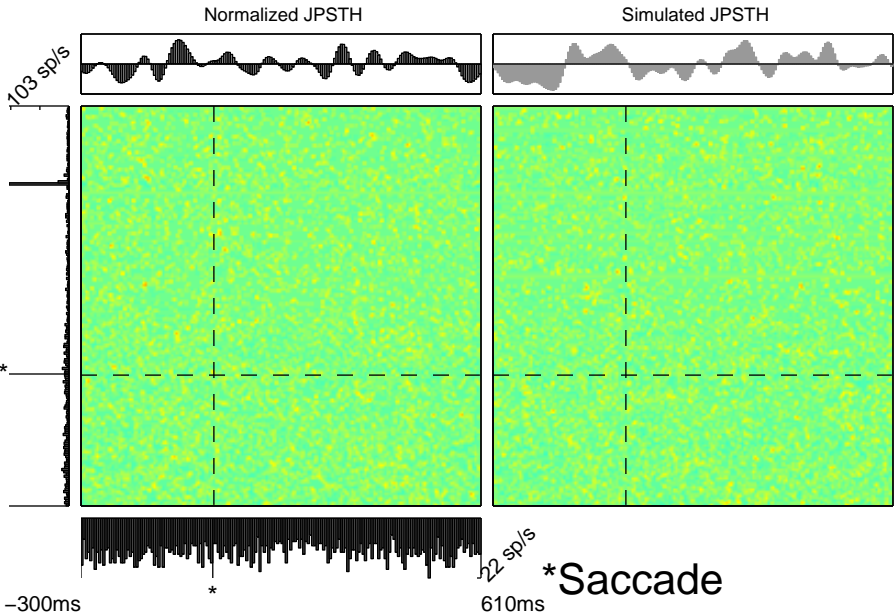 Normalized JPSTH
Simulated JPSTH
103 sp/s
*
22 sp/s
*
*Saccade
−300ms
610ms